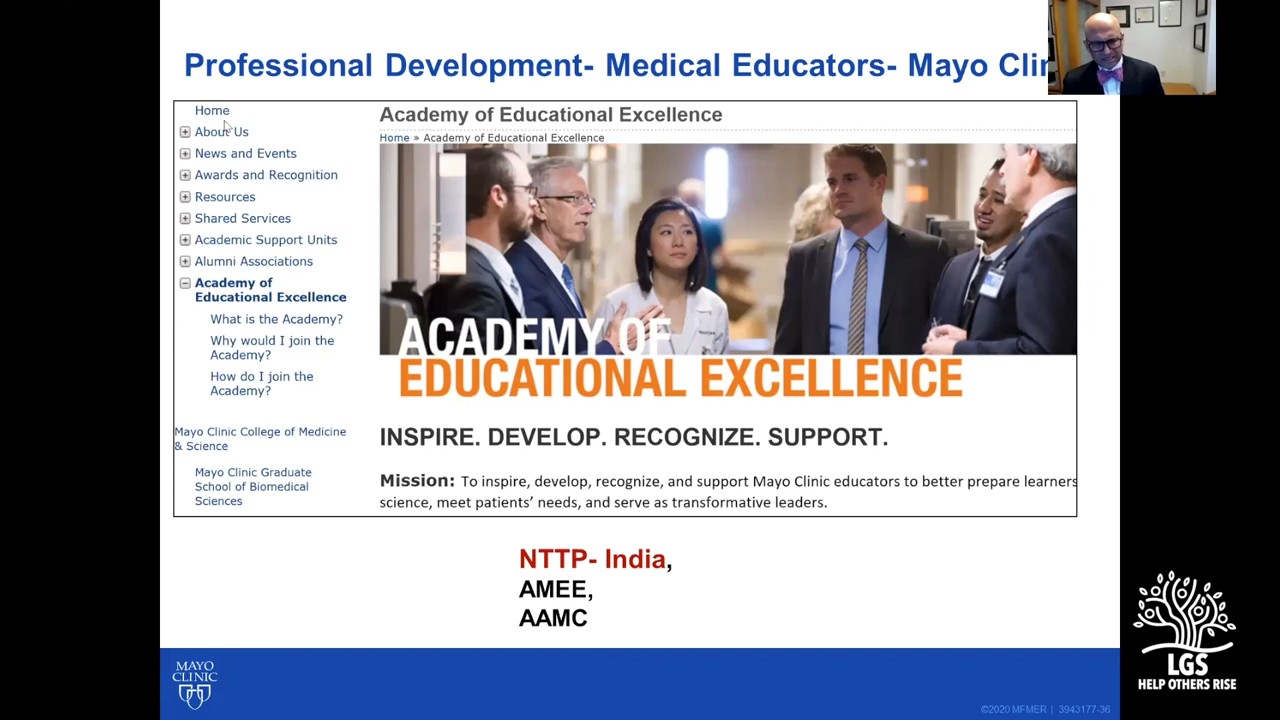 Professional Development- Medical Educators- Mayo Clin
Home
About Us
News and Events
Awards and Recognition
Resources
Shared Services
Academic Support Units
Alumni Associations
Academy of
Educational Excellence
What is the Academy?
Why would I join the
Academy?
How do I join the
Academy?
Mayo Clinic College of Medicine
& Science
Mayo Clinic Graduate
School of Biomedical
Sciences
Academy of Educational Excellence
Home » Academy of Educational Excellence
ACADEMY OF
EDUCATIONAL EXCELLENCE
INSPIRE. DEVELOP. RECOGNIZE. SUPPORT.
Mission: To inspire, develop, recognize, and support Mayo Clinic educators to better prepare learners
science, meet patients' needs, and serve as transformative leaders.
NTTP- India,
AMEE,
AAMC
MAYO
CLINIC
©2020 MFMER | 3943177-36
LGS
HELP OTHERS RISE